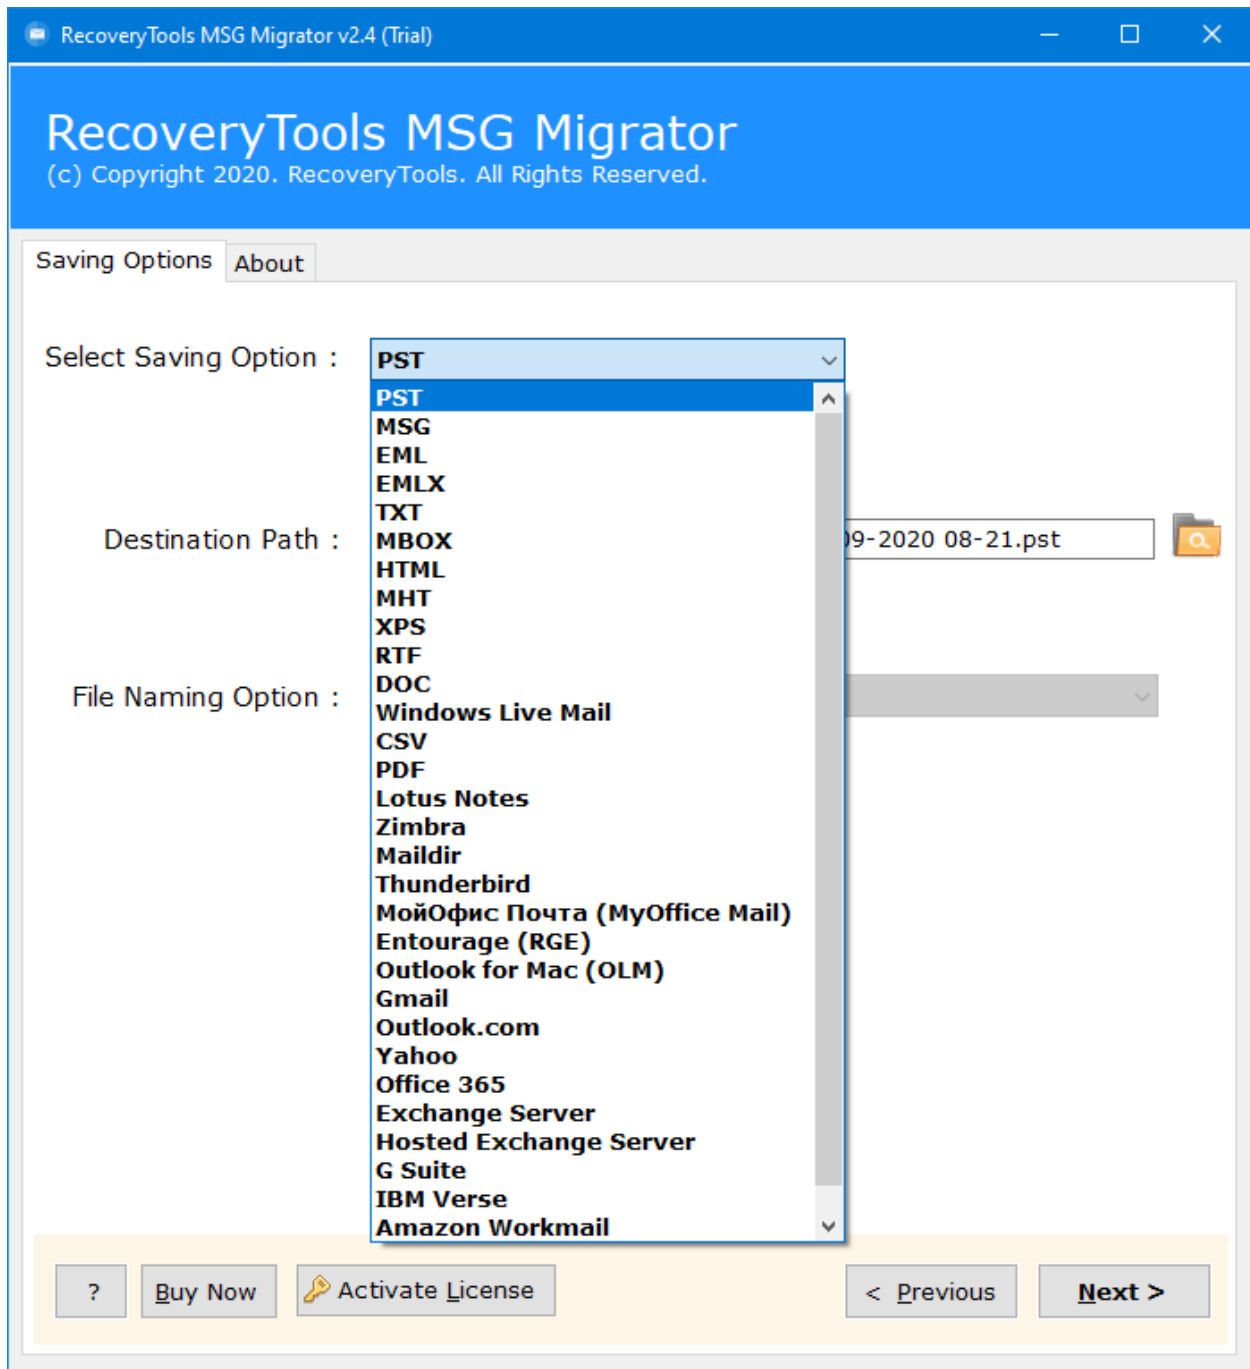 RecoveryTools MSG Migrator v2.4 (Trial)
RecoveryTools MSG Migrator
(c) Copyright 2020. RecoveryTools. All Rights Reserved.
Saving Options
About
Select Saving Option :
PST
PST
MSG
EML
EMLX
TXT
MBOX
HTML
MHT
XPS
RTF
DOC
Windows Live Mail
CSV
PDF
Lotus Notes
Zimbra
Maildir
Thunderbird
МойОфис Почта (MyOffice Mail)
Entourage (RGE)
Outlook for Mac (OLM)
Gmail
Outlook.com
Yahoo
Office 365
Exchange Server
Hosted Exchange Server
G Suite
IBM Verse
Amazon Workmail
Destination Path :
09-2020 08-21.pst
File Naming Option :
?
Buy Now
Activate License
< Previous
Next >